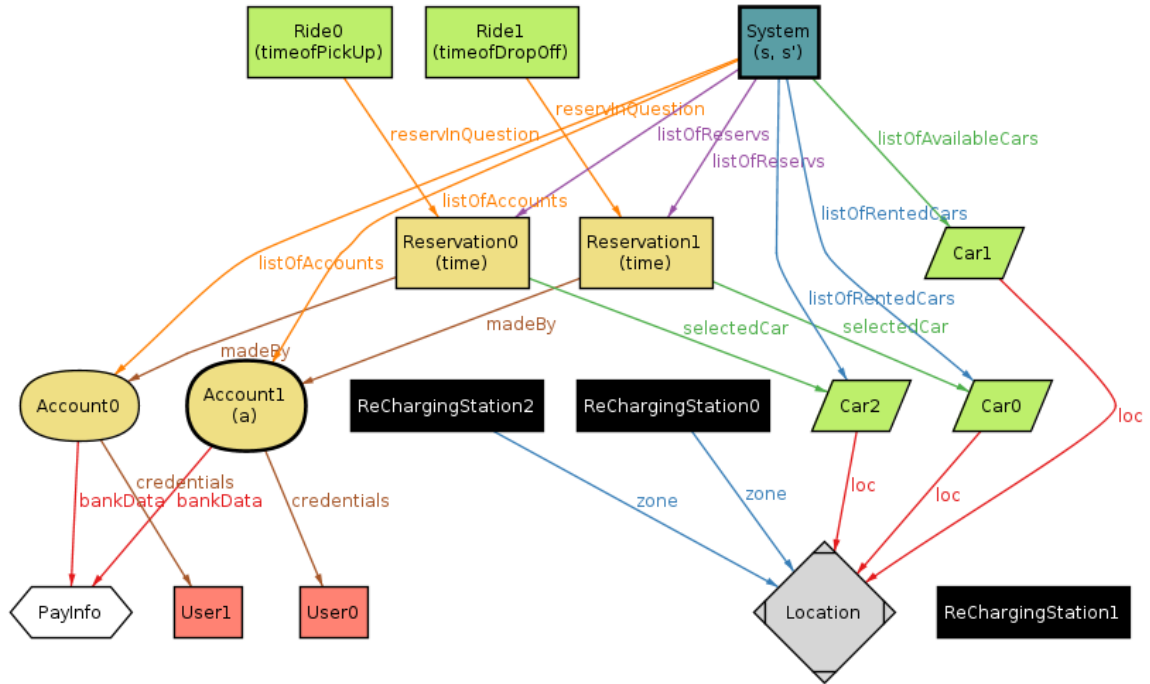 Ride0
(timeofPickUp)
Ride1
(timeofDropOff)
System
(s, s')
reservInQuestion
reservInQuestion
listOfReservs
listOfAvailableCars
listOfReservs
listOfAccounts
listOfRentedCars
Reservation0
(time)
Reservation1
(time)
Car1
listOfAccounts
listOfRentedCars
madeBy
selectedCar
selectedCar
madeBy
Account0
Account1
(a)
ReChargingStation2
ReChargingStation0
Car2
Car0
loc
credentials
bankData
bankData
credentials
zone
zone
loc
loc
PayInfo
User1
User0
Location
ReChargingStation1